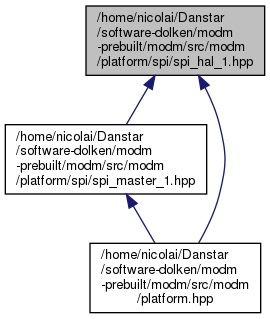 /home/nicolai/Danstar
/software-dolken/modm
-prebuilt/modm/src/modm
/platform/spi/spi_hal_1.hpp
/home/nicolai/Danstar
/software-dolken/modm
-prebuilt/modm/src/modm
/platform/spi/spi_master_1.hpp
/home/nicolai/Danstar
/software-dolken/modm
-prebuilt/modm/src/modm
/platform.hpp